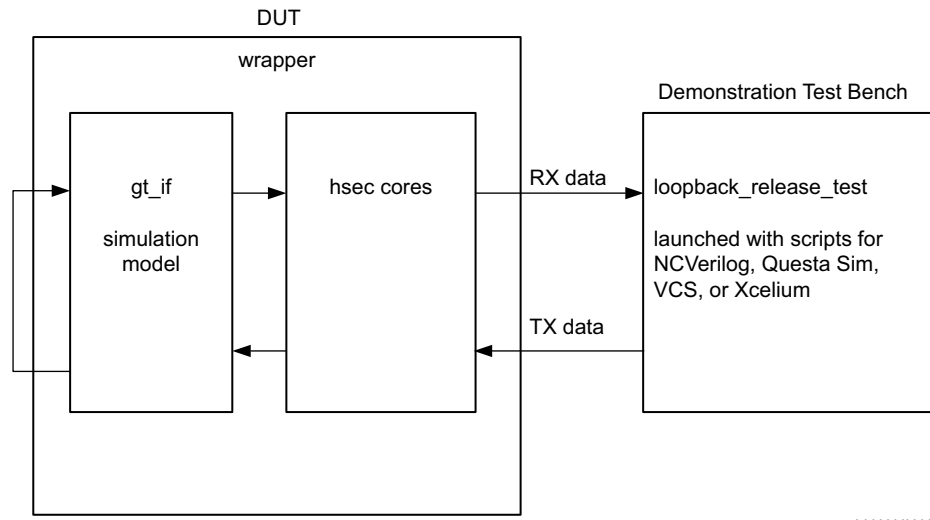 DUT
wrapper
Demonstration Test Bench
gt_if
simulation
model
hsec cores
RX data
TX data
loopback_release_test
launched with scripts for
NCVerilog, Questa Sim,
VCS, or Xcelium